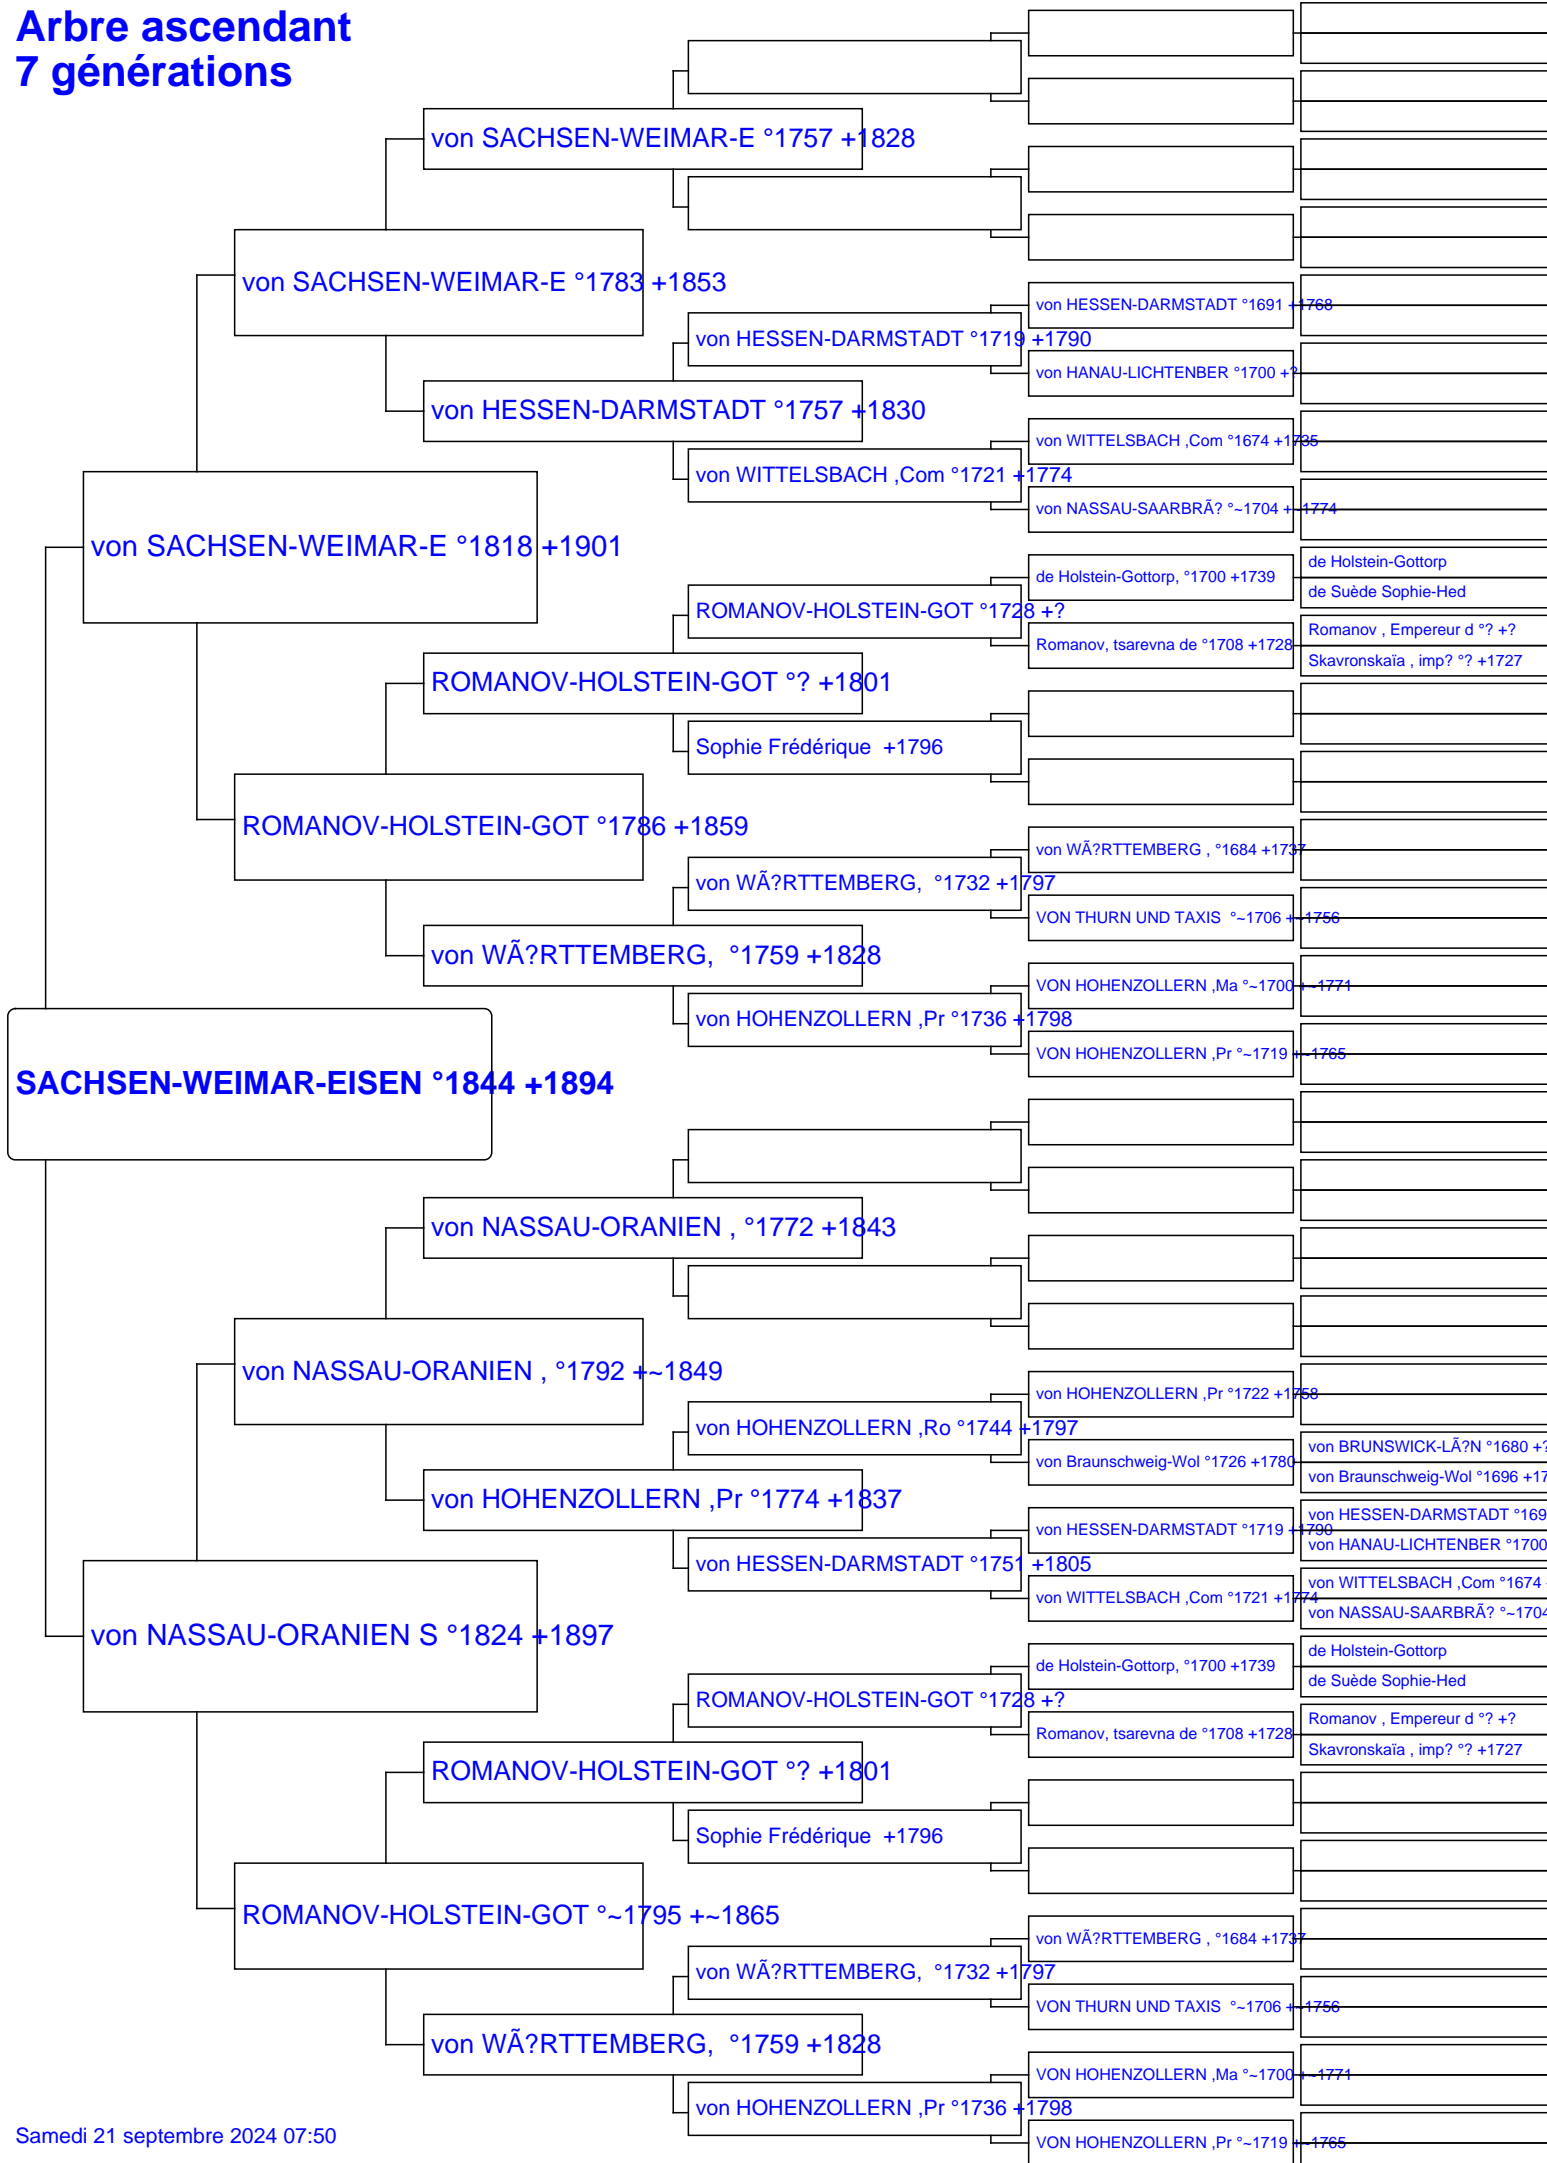 Arbre ascendant
7 générations
von SACHSEN-WEIMAR-E °1757 +1828
von SACHSEN-WEIMAR-E °1783 +1853
von HESSEN-DARMSTADT °1691 +1768
von HESSEN-DARMSTADT °1719 +1790
von HANAU-LICHTENBER °1700 +?
von HESSEN-DARMSTADT °1757 +1830
von WITTELSBACH ,Com °1674 +1735
von WITTELSBACH ,Com °1721 +1774
von NASSAU-SAARBRÃ? °~1704 +~1774
von SACHSEN-WEIMAR-E °1818 +1901
de Holstein-Gottorp
de Holstein-Gottorp, °1700 +1739
de Suède Sophie-Hed
ROMANOV-HOLSTEIN-GOT °1728 +?
Romanov , Empereur d °? +?
Romanov, tsarevna de °1708 +1728
Skavronskaïa , imp? °? +1727
ROMANOV-HOLSTEIN-GOT °? +1801
Sophie Frédérique  +1796
ROMANOV-HOLSTEIN-GOT °1786 +1859
von WÃ?RTTEMBERG , °1684 +1737
von WÃ?RTTEMBERG,  °1732 +1797
VON THURN UND TAXIS  °~1706 +~1756
von WÃ?RTTEMBERG,  °1759 +1828
VON HOHENZOLLERN ,Ma °~1700 +~1771
von HOHENZOLLERN ,Pr °1736 +1798
VON HOHENZOLLERN ,Pr °~1719 +~1765
SACHSEN-WEIMAR-EISEN °1844 +1894
von NASSAU-ORANIEN , °1772 +1843
von NASSAU-ORANIEN , °1792 +~1849
von HOHENZOLLERN ,Pr °1722 +1758
von HOHENZOLLERN ,Ro °1744 +1797
von BRUNSWICK-LÃ?N °1680 +?
von Braunschweig-Wol °1726 +1780
von Braunschweig-Wol °1696 +17
von HOHENZOLLERN ,Pr °1774 +1837
von HESSEN-DARMSTADT °169
von HESSEN-DARMSTADT °1719 +1790
von HANAU-LICHTENBER °1700
von HESSEN-DARMSTADT °1751 +1805
von WITTELSBACH ,Com °1674
von WITTELSBACH ,Com °1721 +1774
von NASSAU-SAARBRÃ? °~1704
von NASSAU-ORANIEN S °1824 +1897
de Holstein-Gottorp
de Holstein-Gottorp, °1700 +1739
de Suède Sophie-Hed
ROMANOV-HOLSTEIN-GOT °1728 +?
Romanov , Empereur d °? +?
Romanov, tsarevna de °1708 +1728
Skavronskaïa , imp? °? +1727
ROMANOV-HOLSTEIN-GOT °? +1801
Sophie Frédérique  +1796
ROMANOV-HOLSTEIN-GOT °~1795 +~1865
von WÃ?RTTEMBERG , °1684 +1737
von WÃ?RTTEMBERG,  °1732 +1797
VON THURN UND TAXIS  °~1706 +~1756
von WÃ?RTTEMBERG,  °1759 +1828
VON HOHENZOLLERN ,Ma °~1700 +~1771
von HOHENZOLLERN ,Pr °1736 +1798
VON HOHENZOLLERN ,Pr °~1719 +~1765
Samedi 21 septembre 2024 07:50